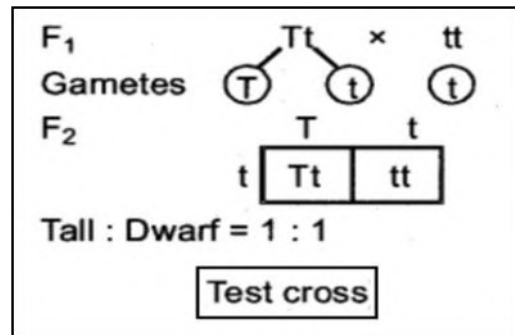 F₁ Tt × tt
Gametes T t t
F₂ T t
t Tt tt
Tall : Dwarf = 1 : 1
Test cross